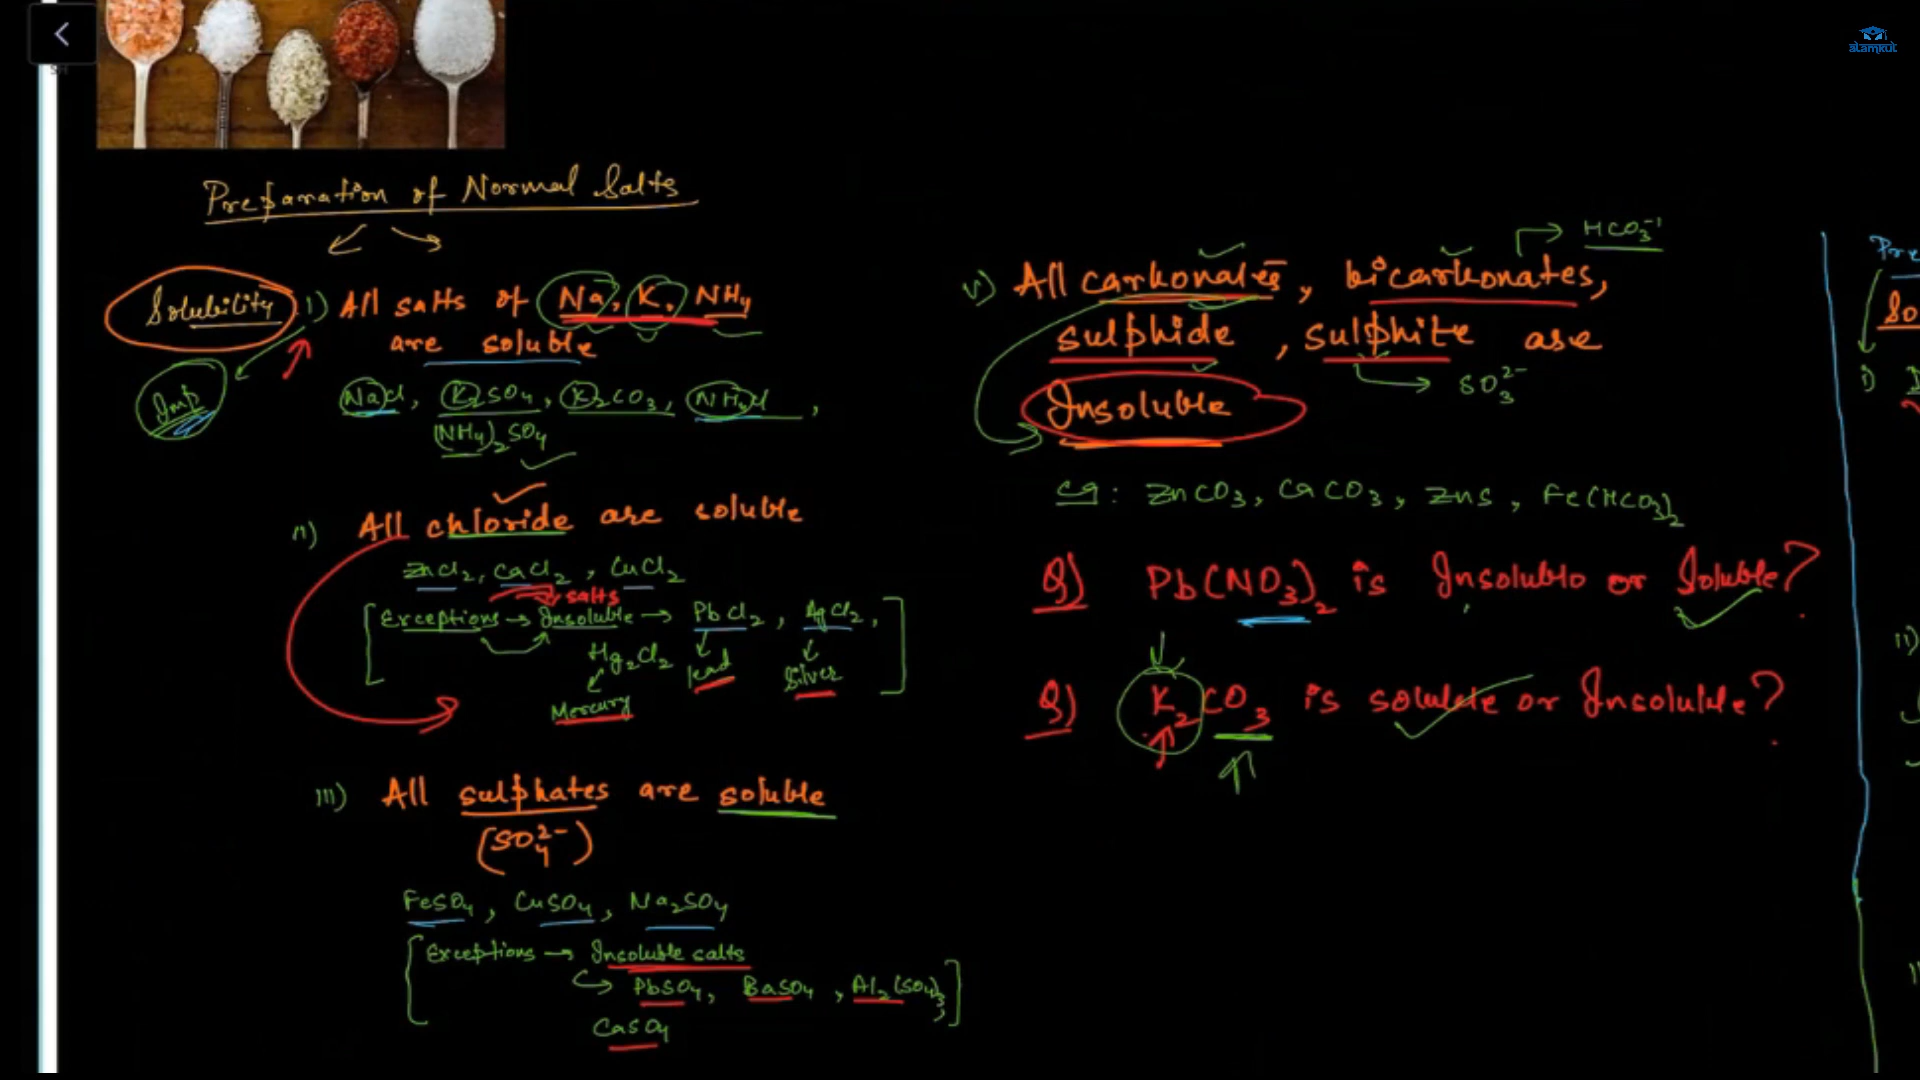 alamkut
Preparation of Normal Salts
Solubility
Imp
i) All salts of Na, K, NH4
are soluble
NaCl, K2SO4, K2CO3, NH4Cl,
(NH4)2SO4
ii) All chloride are soluble
ZnCl2, CaCl2, CuCl2
salts
[Exceptions → Insoluble → PbCl2, AgCl2,]
Hg2Cl2
lead
Silver
Mercury
iii) All sulphates are soluble
(SO4^2-)
FeSO4, CuSO4, Na2SO4
[Exceptions → Insoluble salts
↳ PbSO4, BaSO4, Al2(SO4)3,]
CaSO4
→ HCO3^-1
v) All carbonates, bicarbonates,
sulphide, sulphite are
→ SO3^2-
Insoluble
eg: ZnCO3, CaCO3, ZnS, Fe(HCO3)2
Q) Pb(NO3)2 is Insoluble or Soluble?
Q) K2CO3 is soluble or Insoluble?
Pre
So
i)
ii)